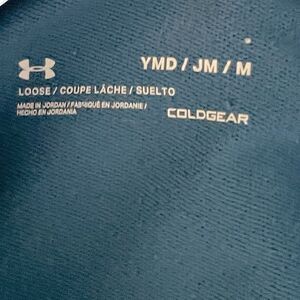 YMD / JM / M
LOOSE / COUPE LÂCHE / SUELTO
MADE IN JORDAN / FABRIQUÉ EN JORDANIE /
HECHO EN JORDANIA
COLDGEAR